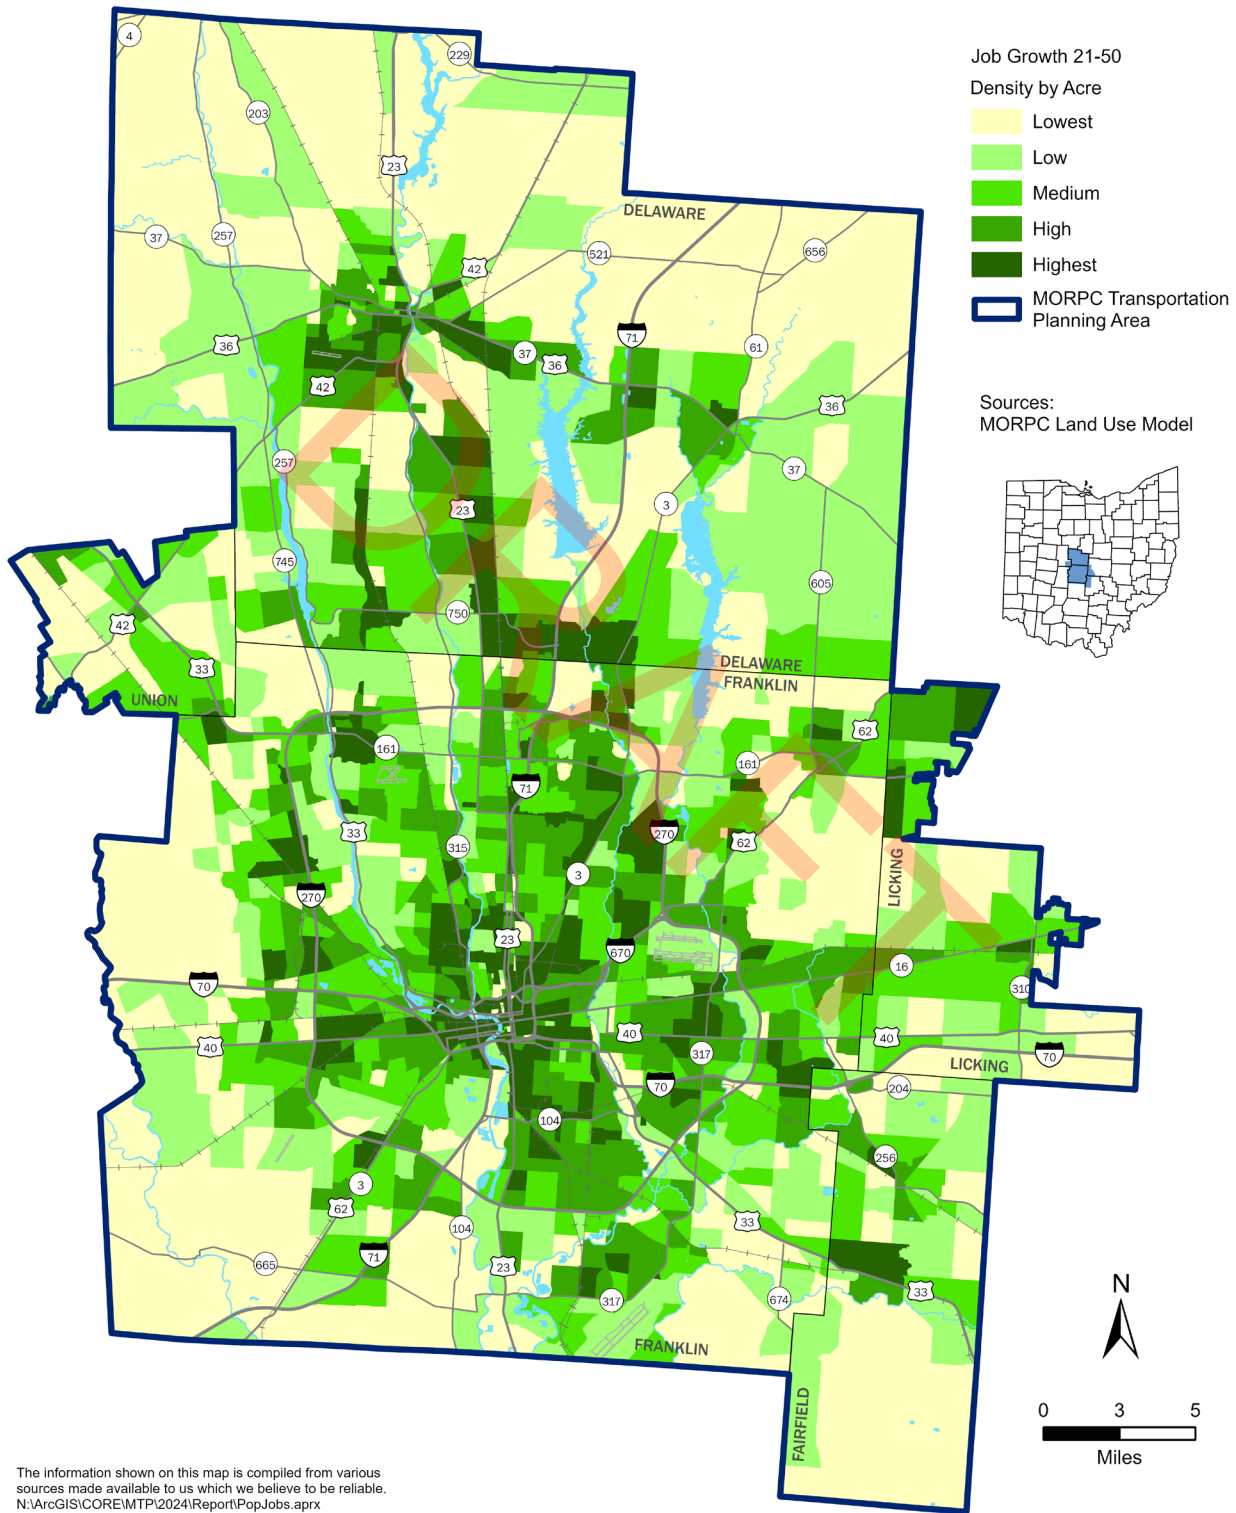 Job Growth 21-50
Density by Acre
Lowest
Low
Medium
High
Highest
MORPC Transportation
Planning Area
Sources:
MORPC Land Use Model
4
229
203
23
DELAWARE
37
257
42
521
656
36
37
36
71
61
42
36
257
37
23
3
745
605
750
42
33
DELAWARE
FRANKLIN
UNION
62
161
161
71
33
270
62
315
3
LICKING
270
23
670
16
70
310
40
40
40
317
70
LICKING
70
204
104
256
3
62
33
104
71
665
23
33
317
674
FRANKLIN
FAIRFIELD
DRAFT
N
0 3 5
Miles
The information shown on this map is compiled from various
sources made available to us which we believe to be reliable.
N:\ArcGIS\CORE\MTP\2024\Report\PopJobs.aprx